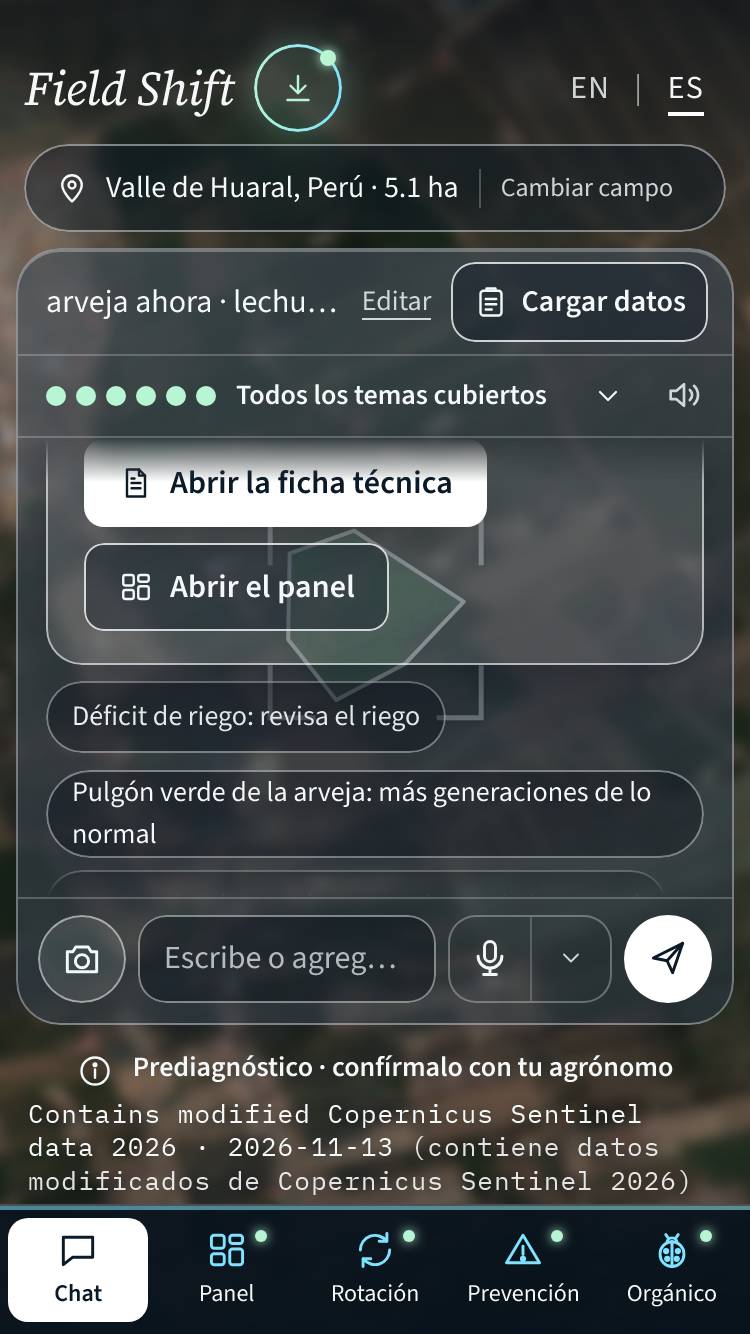 Field Shift
EN | ES
Valle de Huaral, Perú · 5.1 ha
Cambiar campo
arveja ahora · lechu…
Editar
Cargar datos
Todos los temas cubiertos
Abrir la ficha técnica
Abrir el panel
Déficit de riego: revisa el riego
Pulgón verde de la arveja: más generaciones de lo
normal
Escribe o agreg…
Prediagnóstico · confírmalo con tu agrónomo
Contains modified Copernicus Sentinel
data 2026 · 2026-11-13 (contiene datos
modificados de Copernicus Sentinel 2026)
Chat
Panel
Rotación
Prevención
Orgánico